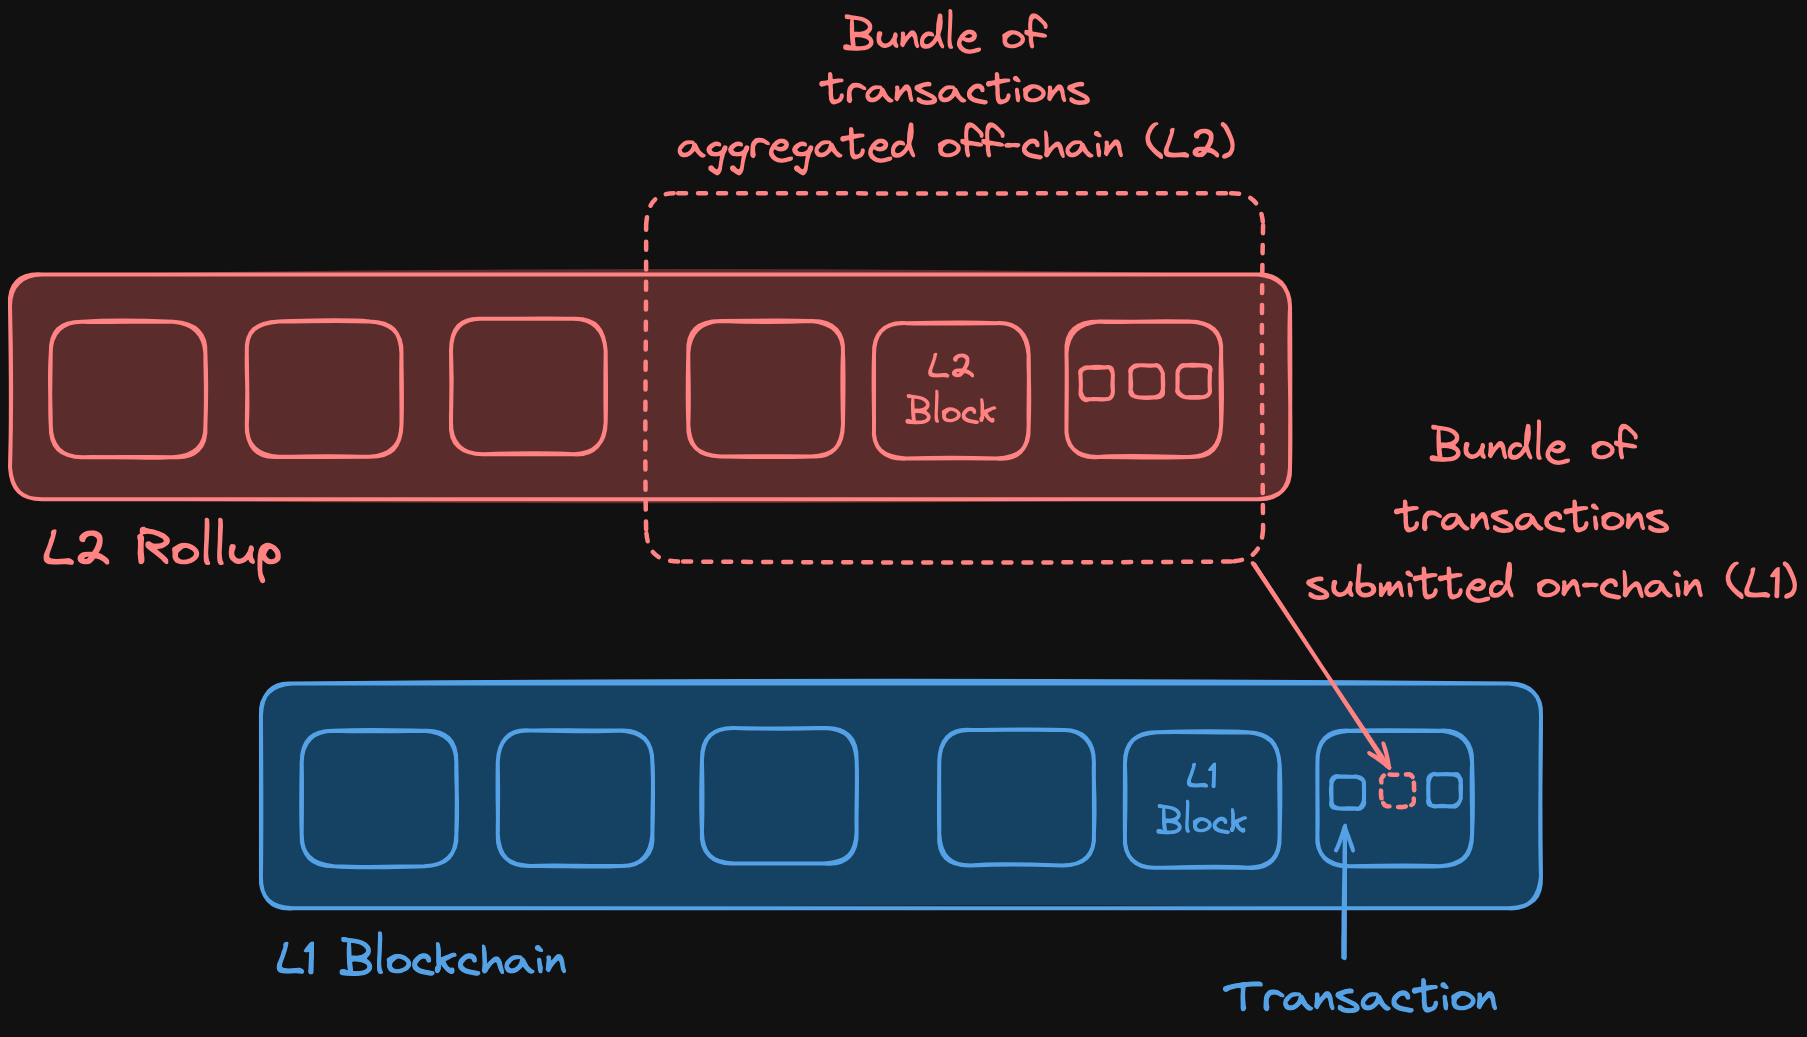 Bundle of
transactions
aggregated off-chain (L2)
L2
Block
L2 Rollup
Bundle of
transactions
submitted on-chain (L1)
L1
Block
L1 Blockchain
Transaction